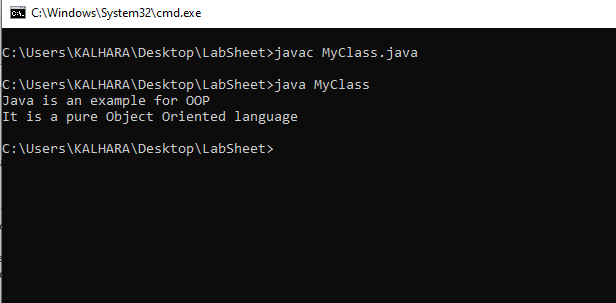 C:\Windows\System32\cmd.exe
C:\Users\KALHARA\Desktop\LabSheet>javac MyClass.java
C:\Users\KALHARA\Desktop\LabSheet>java MyClass
Java is an example for OOP
It is a pure Object Oriented language
C:\Users\KALHARA\Desktop\LabSheet>